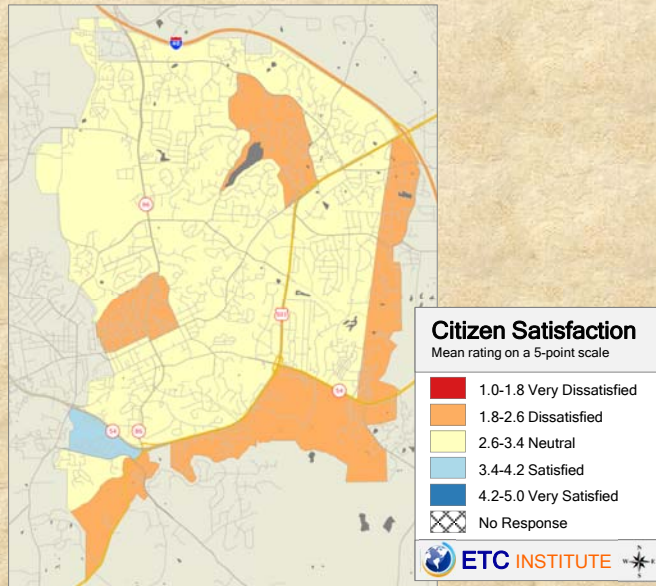 40
86
501
54
54
86
Citizen Satisfaction
Mean rating on a 5-point scale
1.0-1.8 Very Dissatisfied
1.8-2.6 Dissatisfied
2.6-3.4 Neutral
3.4-4.2 Satisfied
4.2-5.0 Very Satisfied
No Response
ETC INSTITUTE
N
W E
S